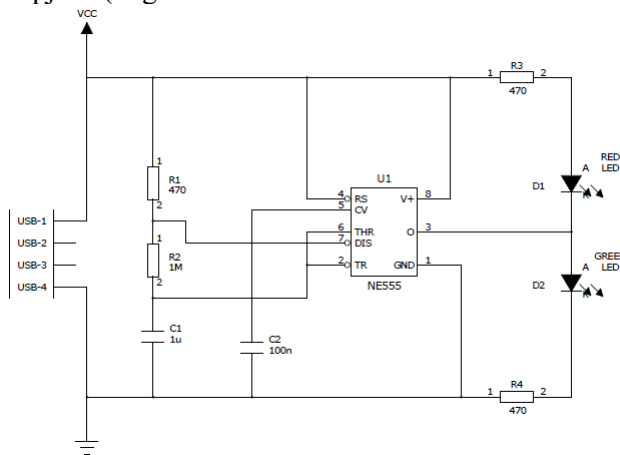 VCC
R3
1 2
470
RED
LED
A
D1
K
U1
1
R1
470
2
4 RS V+ 8
5 CV
6 THR O 3
7 DIS
2 TR GND 1
NE555
USB-1
USB-2
USB-3
USB-4
1
R2
1M
2
GREE
LED
A
D2
K
C1
1u
C2
100n
R4
1 2
470